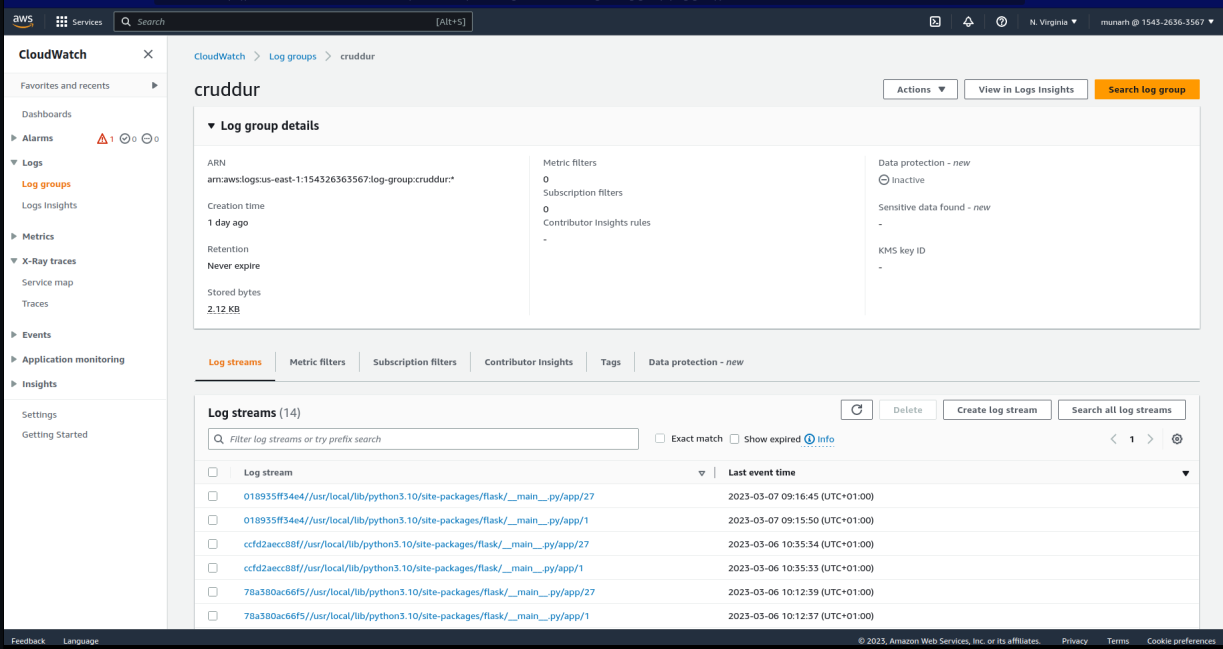 aws Services Search [Alt+S] N. Virginia ▼ munarh @ 1543-2636-3567 ▼
CloudWatch
Favorites and recents
Dashboards
Alarms 1 0 0
Logs
Log groups
Logs Insights
Metrics
X-Ray traces
Service map
Traces
Events
Application monitoring
Insights
Settings
Getting Started
CloudWatch > Log groups > cruddur
cruddur
Actions ▼ View in Logs Insights Search log group
▼ Log group details
ARN
arn:aws:logs:us-east-1:154326363567:log-group:cruddur:*
Creation time
1 day ago
Retention
Never expire
Stored bytes
2.12 KB
Metric filters
0
Subscription filters
0
Contributor Insights rules
-
Data protection - new
Inactive
Sensitive data found - new
-
KMS key ID
-
Log streams Metric filters Subscription filters Contributor Insights Tags Data protection - new
Log streams (14) Delete Create log stream Search all log streams
Filter log streams or try prefix search Exact match Show expired Info < 1 >
Log stream Last event time
018935ff34e4//usr/local/lib/python3.10/site-packages/flask/__main__.py/app/27 2023-03-07 09:16:45 (UTC+01:00)
018935ff34e4//usr/local/lib/python3.10/site-packages/flask/__main__.py/app/1 2023-03-07 09:15:50 (UTC+01:00)
ccfd2aecc88f//usr/local/lib/python3.10/site-packages/flask/__main__.py/app/27 2023-03-06 10:35:34 (UTC+01:00)
ccfd2aecc88f//usr/local/lib/python3.10/site-packages/flask/__main__.py/app/1 2023-03-06 10:35:33 (UTC+01:00)
78a380ac66f5//usr/local/lib/python3.10/site-packages/flask/__main__.py/app/27 2023-03-06 10:12:39 (UTC+01:00)
78a380ac66f5//usr/local/lib/python3.10/site-packages/flask/__main__.py/app/1 2023-03-06 10:12:37 (UTC+01:00)
Feedback Language © 2023, Amazon Web Services, Inc. or its affiliates. Privacy Terms Cookie preferences